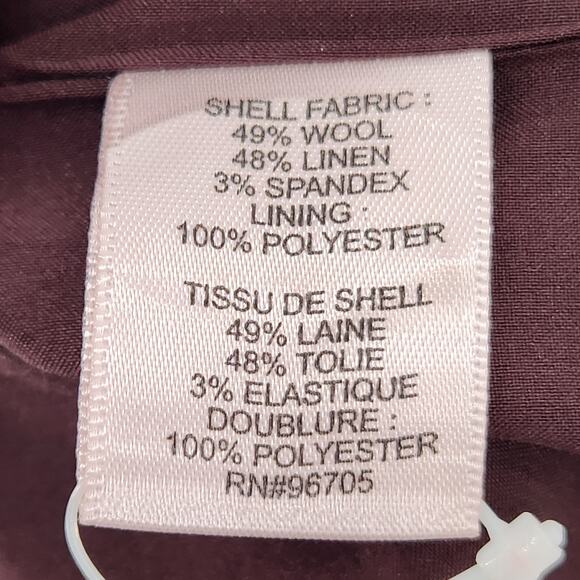 SHELL FABRIC :
49% WOOL
48% LINEN
3% SPANDEX
LINING :
100% POLYESTER
TISSU DE SHELL
49% LAINE
48% TOLIE
3% ELASTIQUE
DOUBLURE :
100% POLYESTER
RN#96705